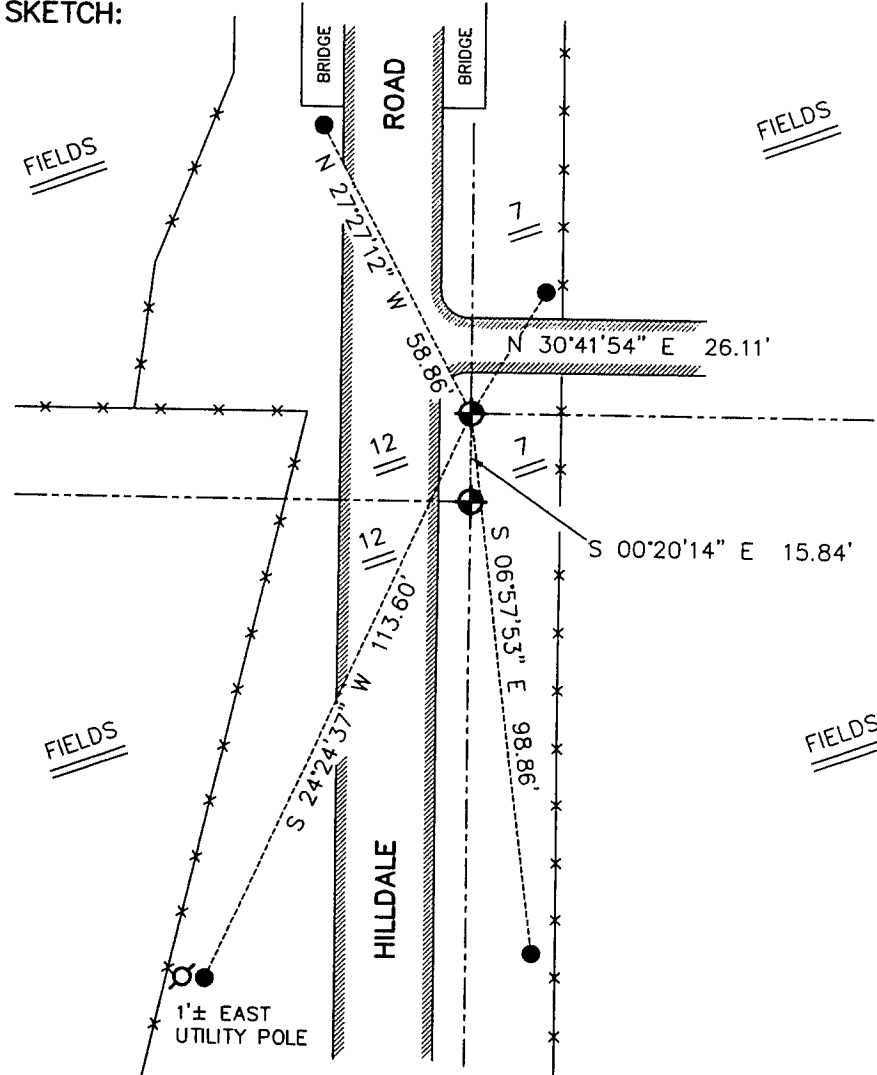 SKETCH:
BRIDGE
ROAD
BRIDGE
FIELDS
FIELDS
N 27°27'12" W 58.86'
7
N 30°41'54" E 26.11'
12
7
12
S 00°20'14" E 15.84'
S 06°57'53" E 98.86'
S 24°24'37" W 113.60'
FIELDS
FIELDS
HILLDALE
1'± EAST
UTILITY POLE